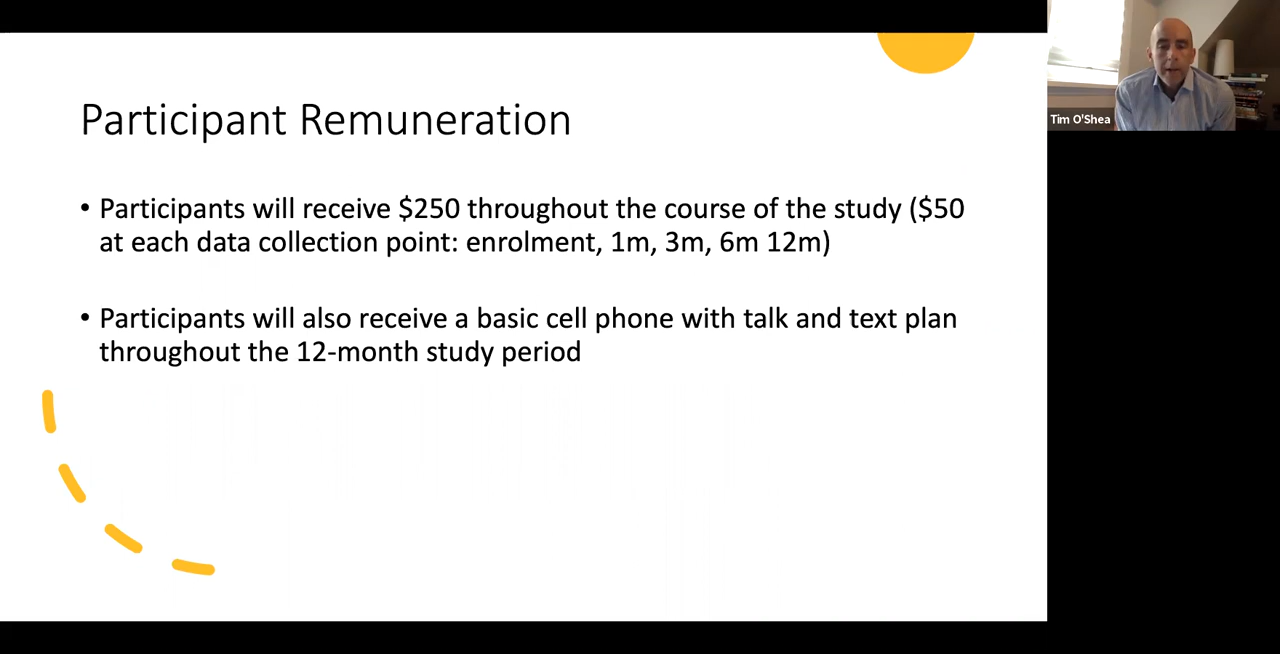 Participant Remuneration
• Participants will receive $250 throughout the course of the study ($50
at each data collection point: enrolment, 1m, 3m, 6m 12m)
• Participants will also receive a basic cell phone with talk and text plan
throughout the 12-month study period
Tim O'Shea